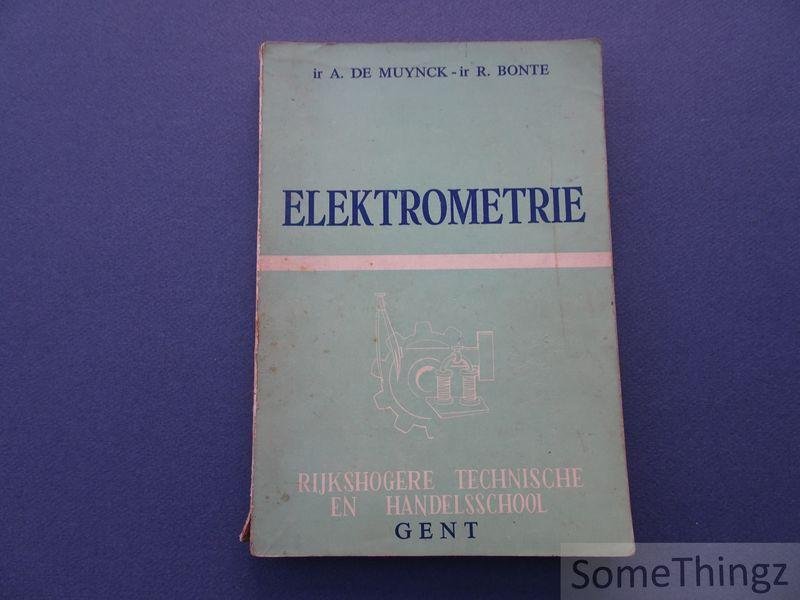 ir A. DE MUYNCK - ir R. BONTE
ELEKTROMETRIE
RIJKSHOGERE TECHNISCHE
EN HANDELSSCHOOL
GENT
SomeThingz